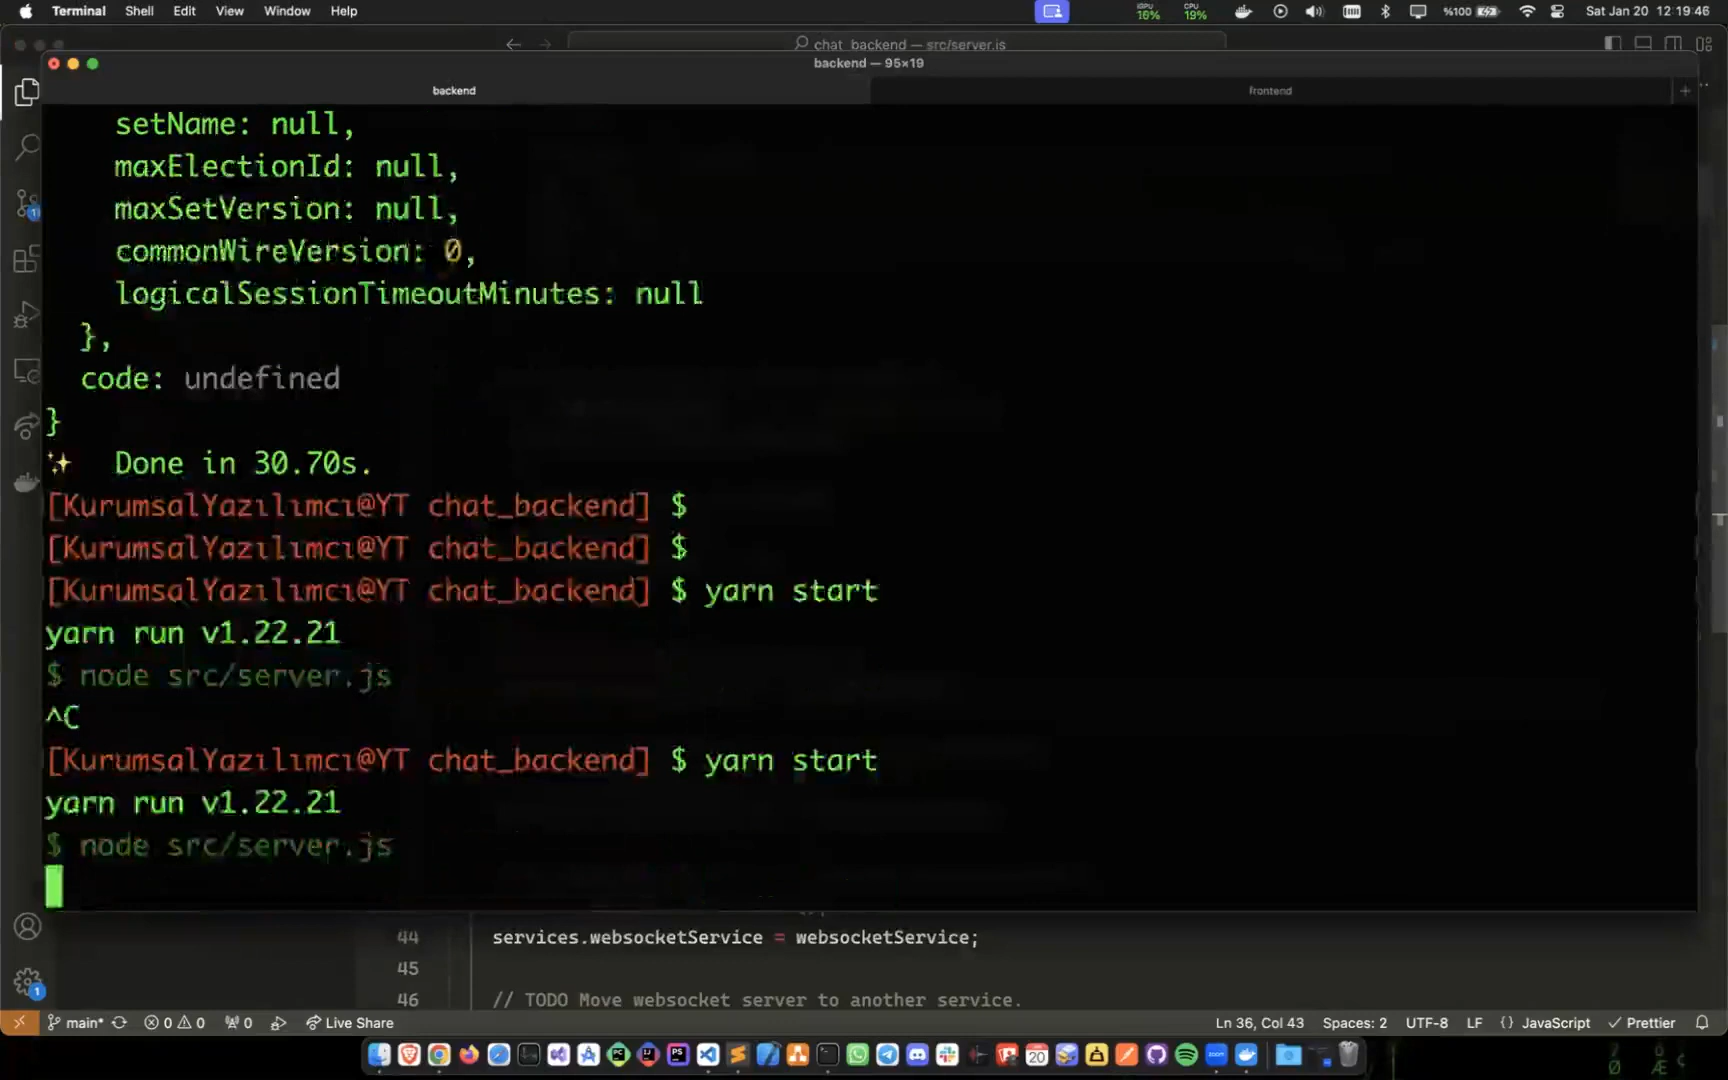 Terminal Shell Edit View Window Help
16% 19% %100 Sat Jan 20 12:19:46
chat_backend — src/server.js
backend — 95×19
backend frontend
setName: null,
maxElectionId: null,
maxSetVersion: null,
commonWireVersion: 0,
logicalSessionTimeoutMinutes: null
},
code: undefined
}
✨ Done in 30.70s.
[KurumsalYazılımcı@YT chat_backend] $
[KurumsalYazılımcı@YT chat_backend] $
[KurumsalYazılımcı@YT chat_backend] $ yarn start
yarn run v1.22.21
$ node src/server.js
^C
[KurumsalYazılımcı@YT chat_backend] $ yarn start
yarn run v1.22.21
$ node src/server.js
44 services.websocketService = websocketService;
45
46 // TODO Move websocket server to another service.
main* 0 0 0 Live Share Ln 36, Col 43 Spaces: 2 UTF-8 LF {} JavaScript Prettier